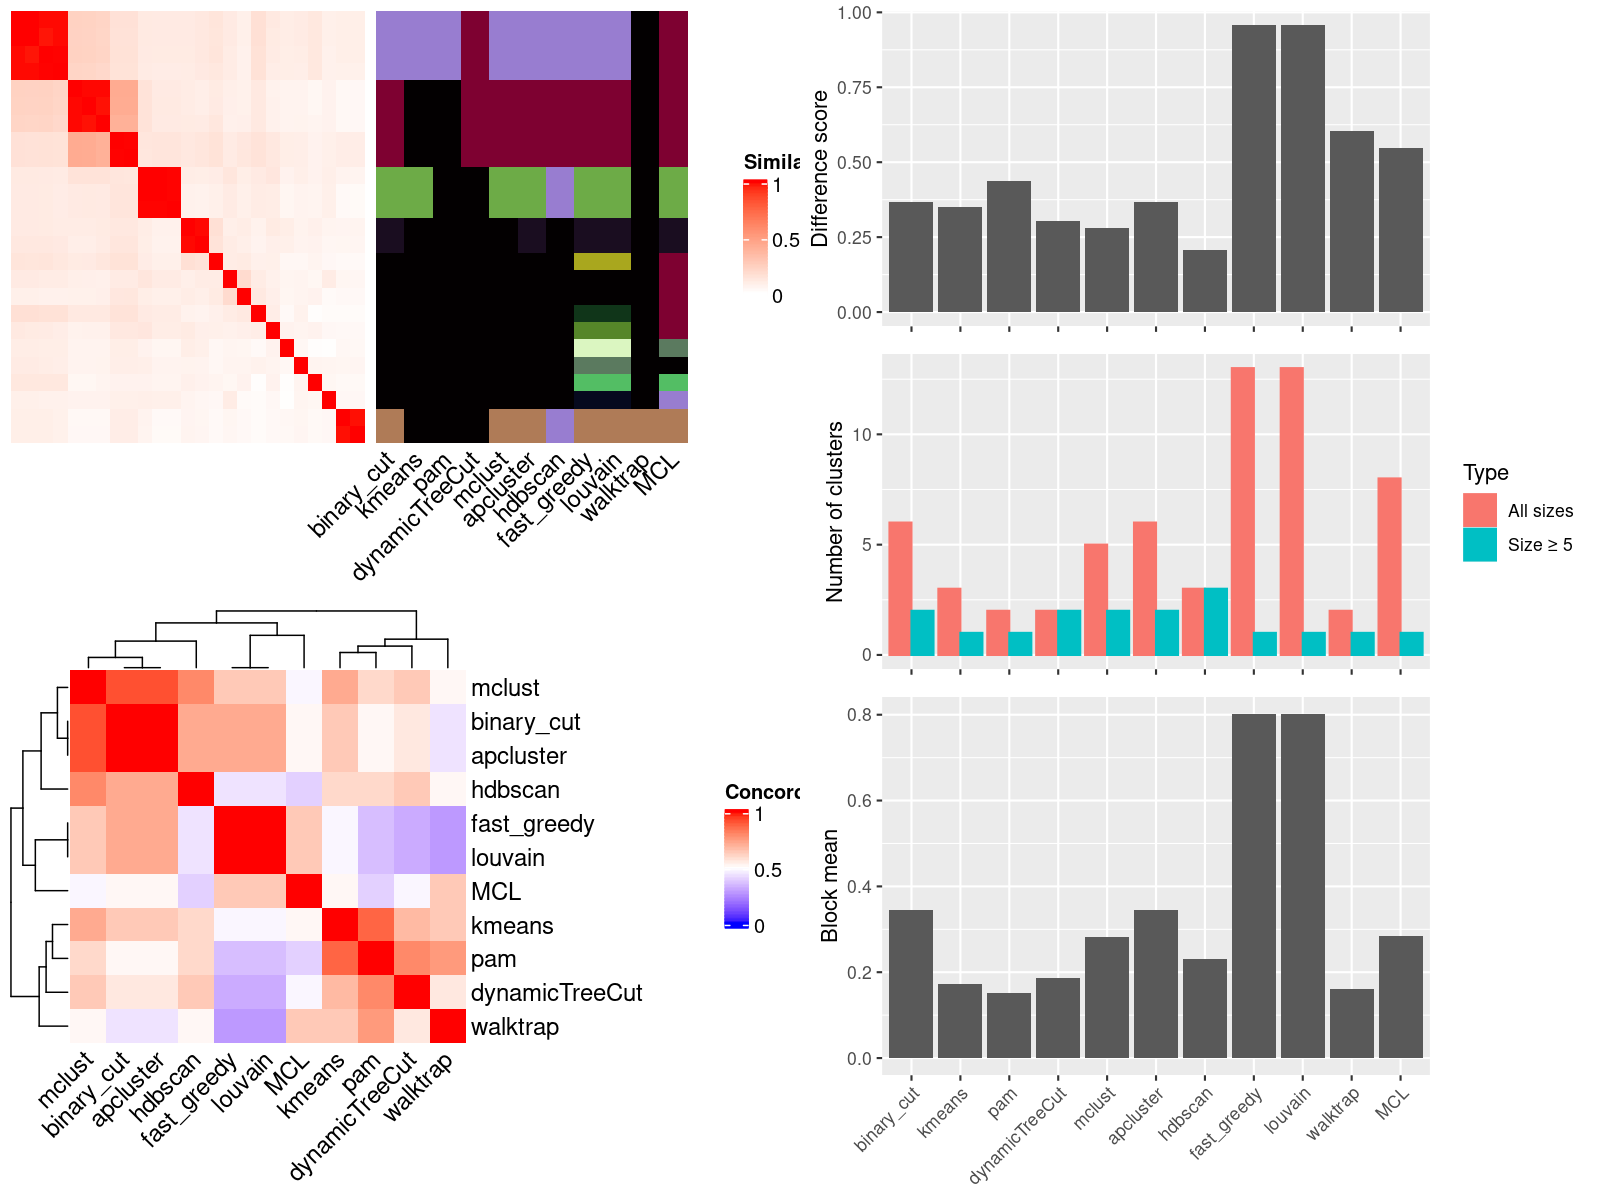 Simila
1
0.5
0
binary_cut
kmeans
pam
dynamicTreeCut
mclust
apcluster
hdbscan
fast_greedy
louvain
walktrap
MCL
Difference score
1.00
0.75
0.50
0.25
0.00
Number of clusters
10
5
0
Type
All sizes
Size ≥ 5
mclust
binary_cut
apcluster
hdbscan
fast_greedy
louvain
MCL
kmeans
pam
dynamicTreeCut
walktrap
mclust
binary_cut
apcluster
hdbscan
fast_greedy
louvain
MCL
kmeans
pam
dynamicTreeCut
walktrap
Concord
1
0.5
0
Block mean
0.8
0.6
0.4
0.2
0.0
binary_cut
kmeans
pam
dynamicTreeCut
mclust
apcluster
hdbscan
fast_greedy
louvain
walktrap
MCL